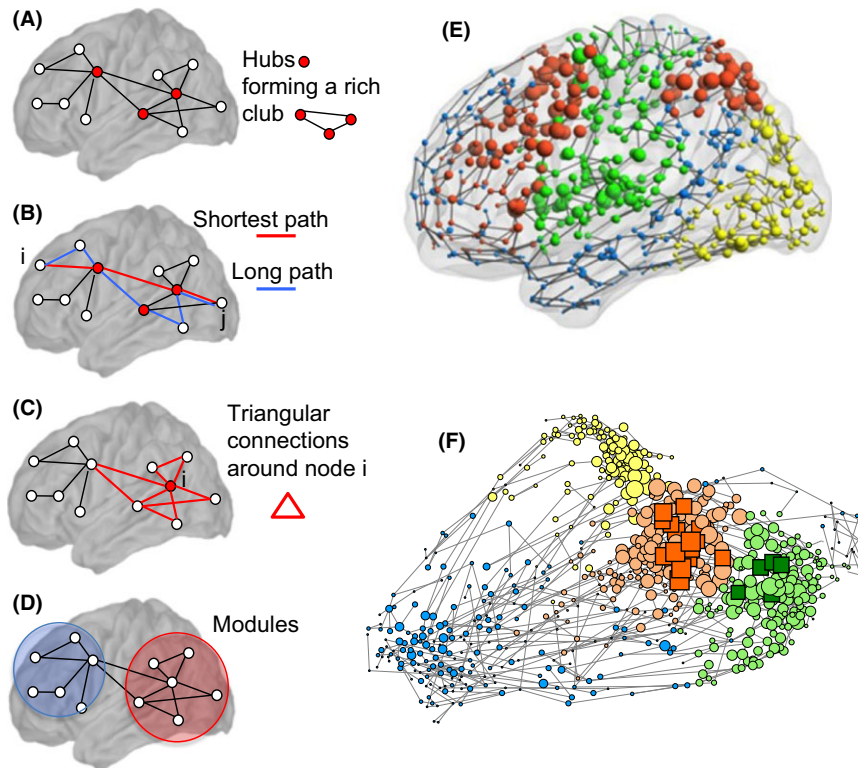 (A)
Hubs
forming a rich
club
(B)
Shortest path
Long path
i
j
(C)
Triangular
connections
around node i
i
(D)
Modules
(E)
(F)